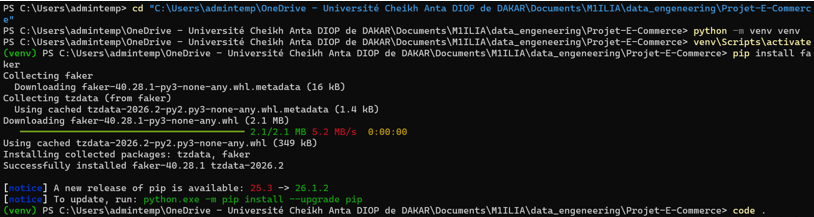 PS C:\Users\admintemp> cd "C:\Users\admintemp\OneDrive - Université Cheikh Anta DIOP de DAKAR\Documents\M1ILIA\data_engeneering\Projet-E-Commerc
e"
PS C:\Users\admintemp\OneDrive - Université Cheikh Anta DIOP de DAKAR\Documents\M1ILIA\data_engeneering\Projet-E-Commerce> python -m venv venv
PS C:\Users\admintemp\OneDrive - Université Cheikh Anta DIOP de DAKAR\Documents\M1ILIA\data_engeneering\Projet-E-Commerce> venv\Scripts\activate
(venv) PS C:\Users\admintemp\OneDrive - Université Cheikh Anta DIOP de DAKAR\Documents\M1ILIA\data_engeneering\Projet-E-Commerce> pip install fa
ker
Collecting faker
  Downloading faker-40.28.1-py3-none-any.whl.metadata (16 kB)
Collecting tzdata (from faker)
  Using cached tzdata-2026.2-py2.py3-none-any.whl.metadata (1.4 kB)
Downloading faker-40.28.1-py3-none-any.whl (2.1 MB)
2.1/2.1 MB 5.2 MB/s  0:00:00
Using cached tzdata-2026.2-py2.py3-none-any.whl (349 kB)
Installing collected packages: tzdata, faker
Successfully installed faker-40.28.1 tzdata-2026.2
[notice] A new release of pip is available: 25.3 -> 26.1.2
[notice] To update, run: python.exe -m pip install --upgrade pip
(venv) PS C:\Users\admintemp\OneDrive - Université Cheikh Anta DIOP de DAKAR\Documents\M1ILIA\data_engeneering\Projet-E-Commerce> code .